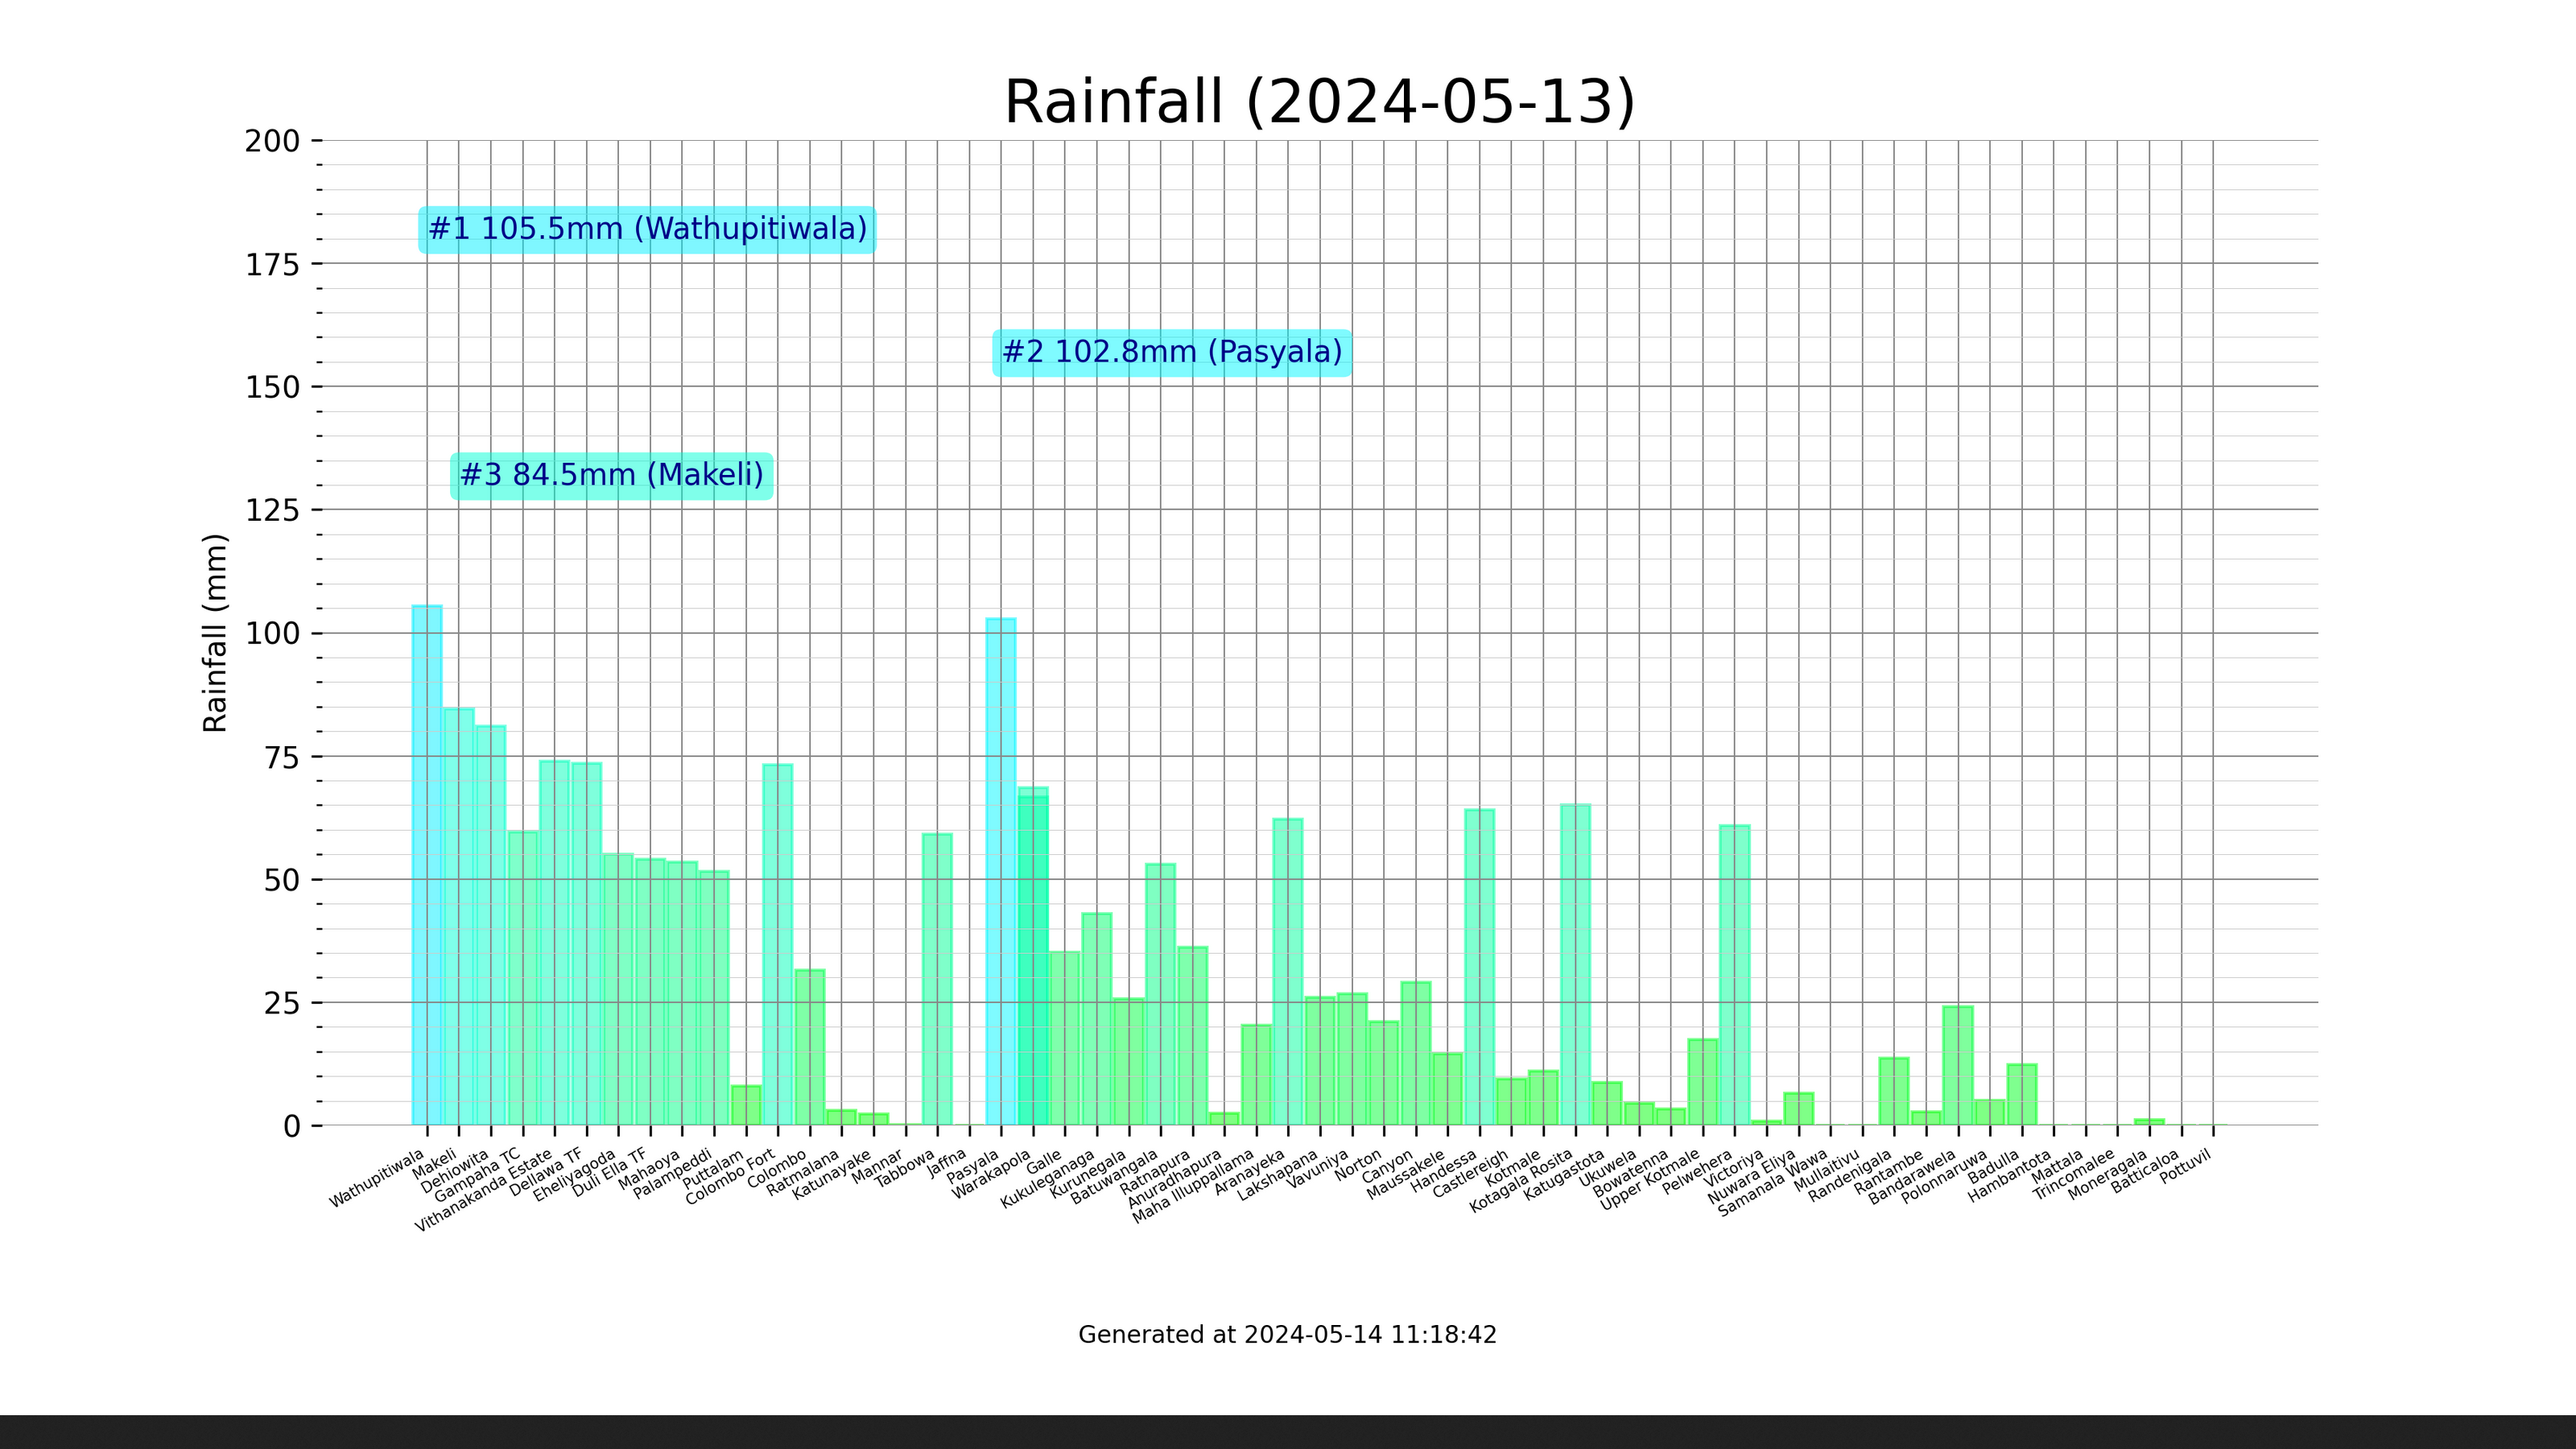 Rainfall (2024-05-13)
200
175
150
125
100
75
50
25
0
Rainfall (mm)
#1 105.5mm (Wathupitiwala)
#2 102.8mm (Pasyala)
#3 84.5mm (Makeli)
Wathupitiwala
Makeli
Dehiowita
Gampaha TC
Vithanakanda Estate
Dellawa TF
Eheliyagoda
Duli Ella TF
Mahaoya
Palampeddi
Puttalam
Colombo Fort
Colombo
Ratmalana
Katunayake
Mannar
Tabbowa
Jaffna
Pasyala
Warakapola
Galle
Kukuleganaga
Kurunegala
Batuwangala
Ratnapura
Anuradhapura
Maha Illuppallama
Aranayeka
Lakshapana
Vavuniya
Norton
Canyon
Maussakele
Handessa
Castlereigh
Kotmale
Kotagala Rosita
Katugastota
Ukuwela
Bowatenna
Upper Kotmale
Pelwehera
Victoriya
Nuwara Eliya
Samanala Wawa
Mullaitivu
Randenigala
Rantambe
Bandarawela
Polonnaruwa
Badulla
Hambantota
Mattala
Trincomalee
Moneragala
Batticaloa
Pottuvil
Generated at 2024-05-14 11:18:42